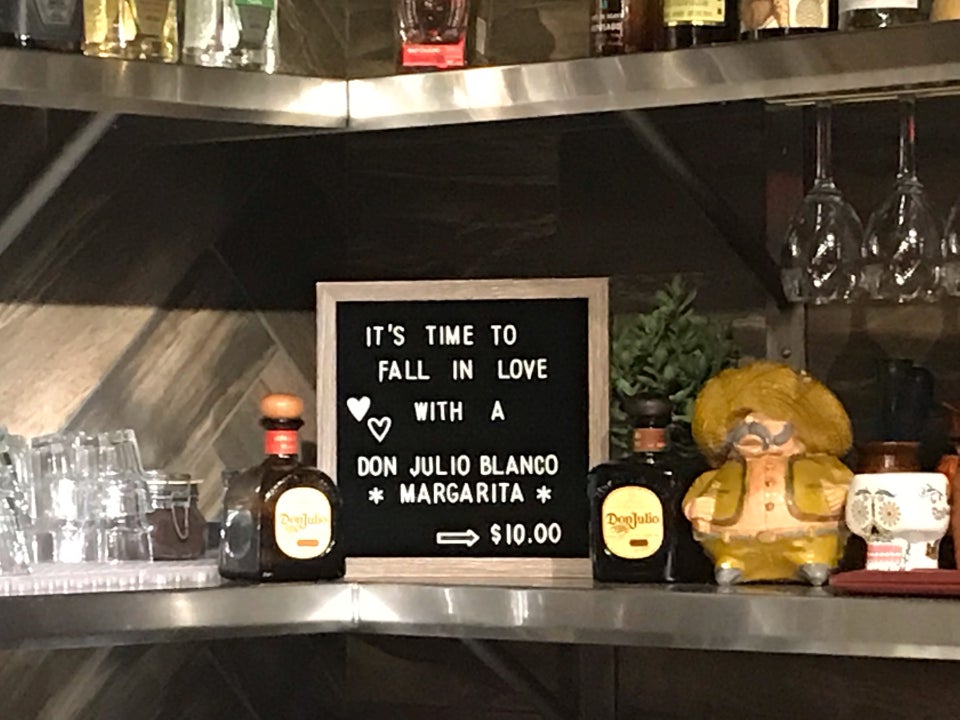 IT'S TIME TO
FALL IN LOVE
WITH A
DON JULIO BLANCO
* MARGARITA *
⇨ $10.00
Don Julio
Don Julio